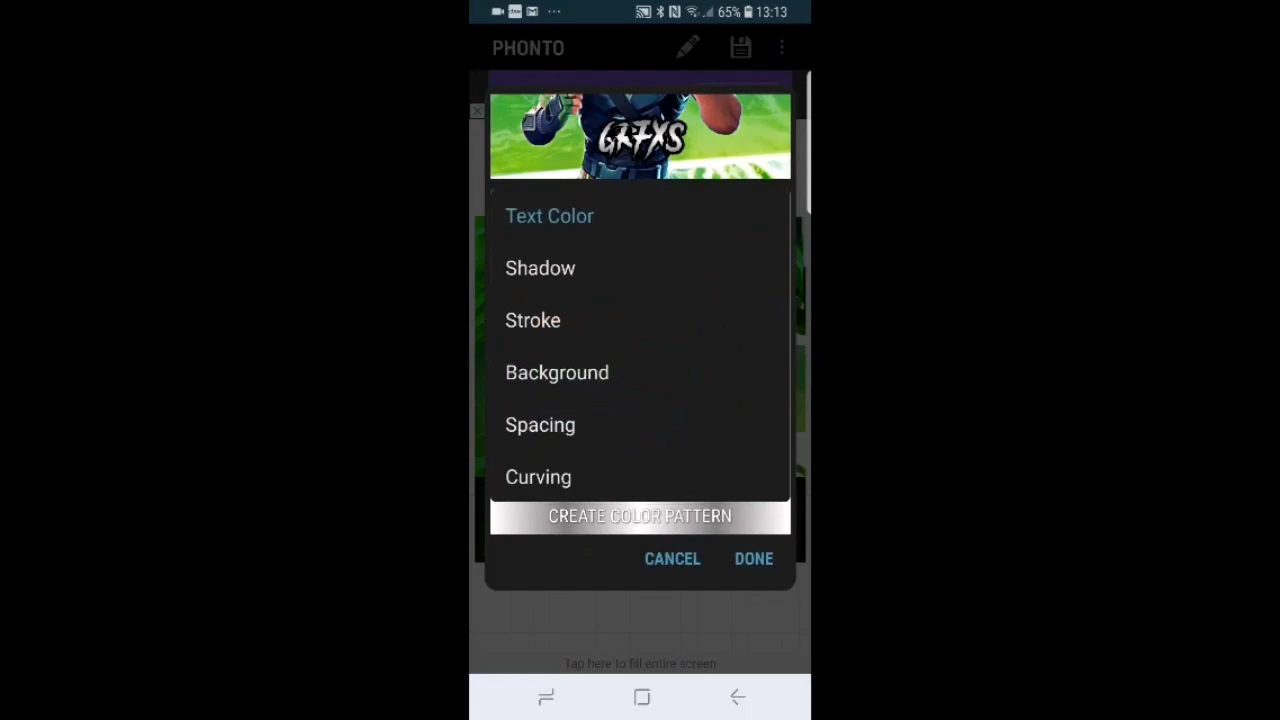 65% 13:13
PHONTO
GR7XS
Text Color
Shadow
Stroke
Background
Spacing
Curving
CREATE COLOR PATTERN
CANCEL DONE
Tap here to fill entire screen